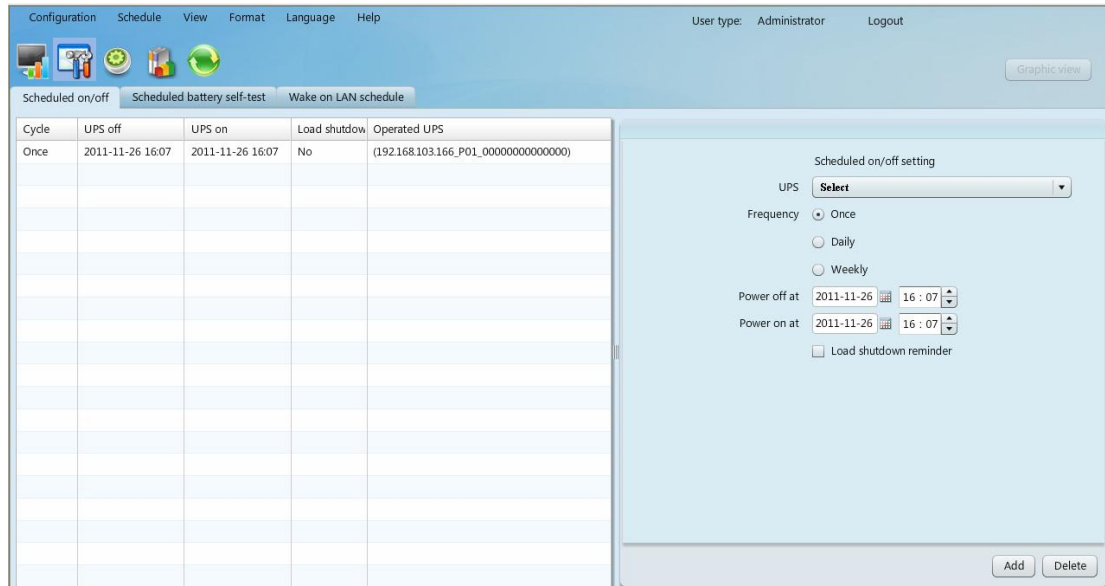 Configuration Schedule View Format Language Help User type: Administrator Logout
Graphic view
Scheduled on/off Scheduled battery self-test Wake on LAN schedule
Cycle UPS off UPS on Load shutdow Operated UPS
Once 2011-11-26 16:07 2011-11-26 16:07 No (192.168.103.166_P01_00000000000000)
Scheduled on/off setting
UPS Select
Frequency Once
Daily
Weekly
Power off at 2011-11-26 16 : 07
Power on at 2011-11-26 16 : 07
Load shutdown reminder
Add Delete